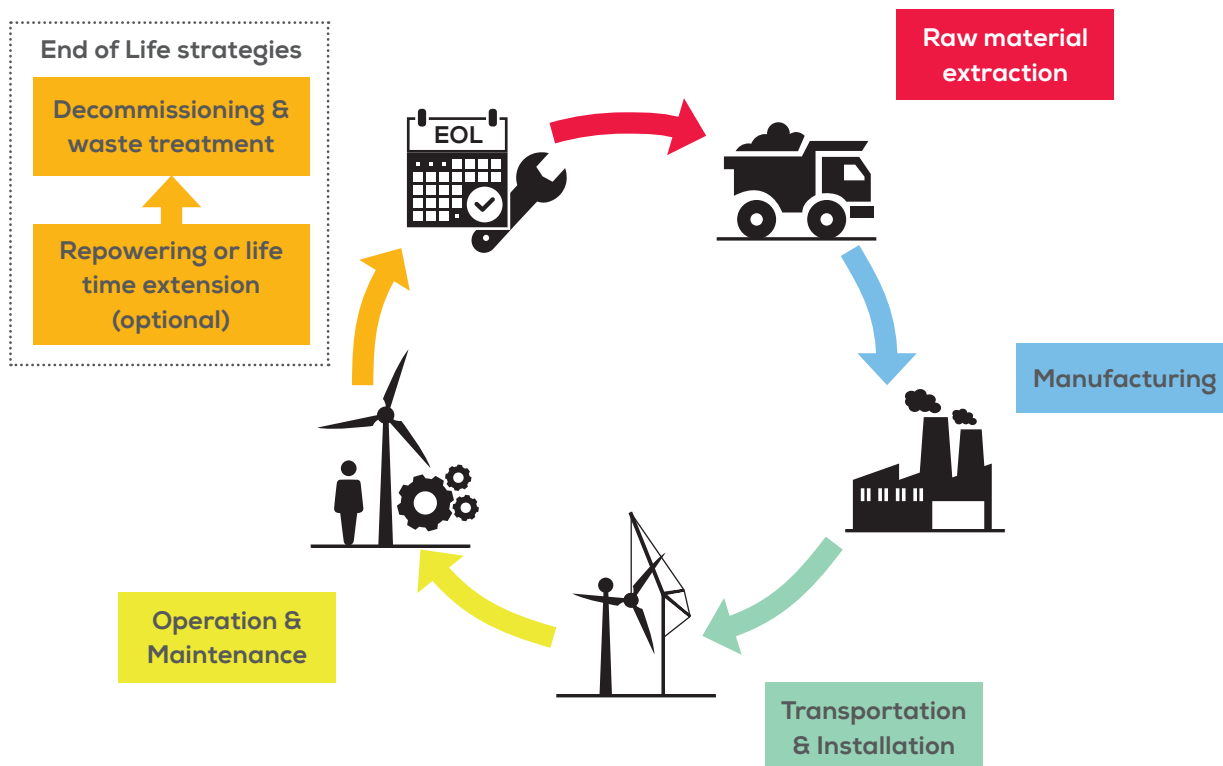 End of Life strategies
Decommissioning &
waste treatment
Repowering or life
time extension
(optional)
EOL
Raw material
extraction
Manufacturing
Transportation
& Installation
Operation &
Maintenance